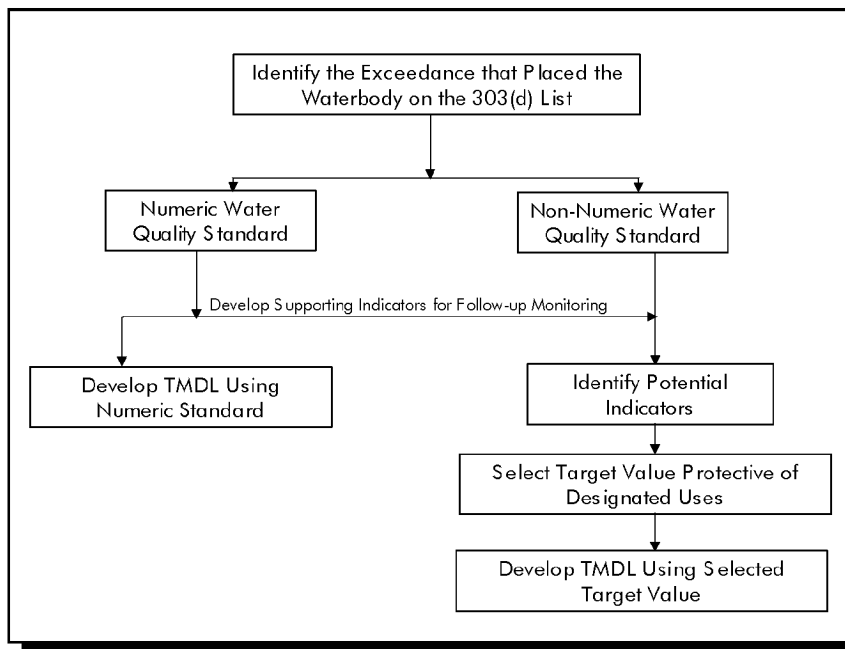 Identify the Exceedance that Placed the
Waterbody on the 303(d) List
Numeric Water
Quality Standard
Non-Numeric Water
Quality Standard
Develop Supporting Indicators for Follow-up Monitoring
Develop TMDL Using
Numeric Standard
Identify Potential
Indicators
Select Target Value Protective of
Designated Uses
Develop TMDL Using Selected
Target Value